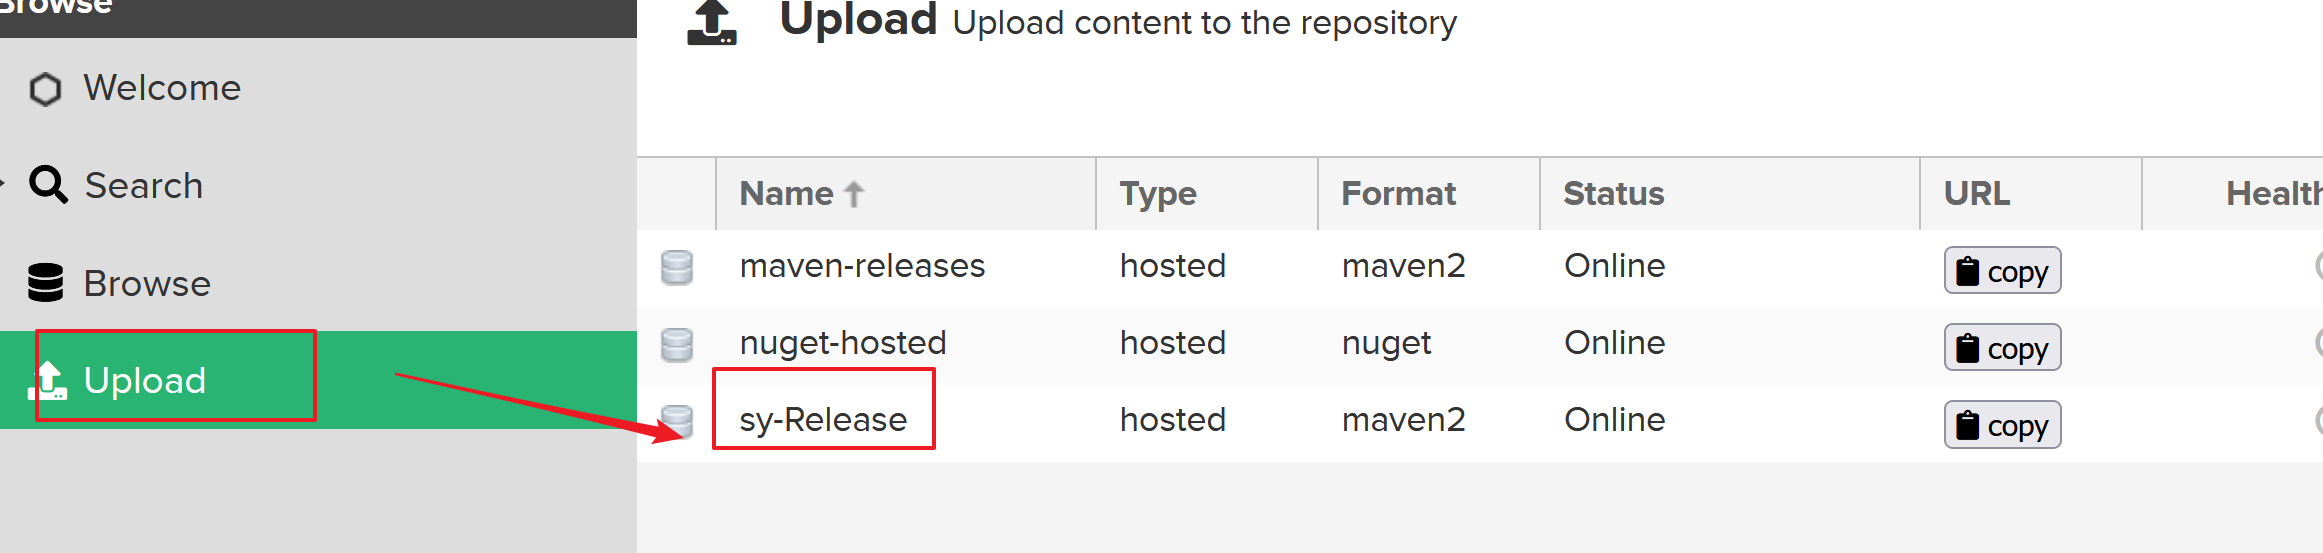 Browse
Welcome
Search
Browse
Upload
Upload Upload content to the repository
Name Type Format Status URL Health
maven-releases hosted maven2 Online copy
nuget-hosted hosted nuget Online copy
sy-Release hosted maven2 Online copy